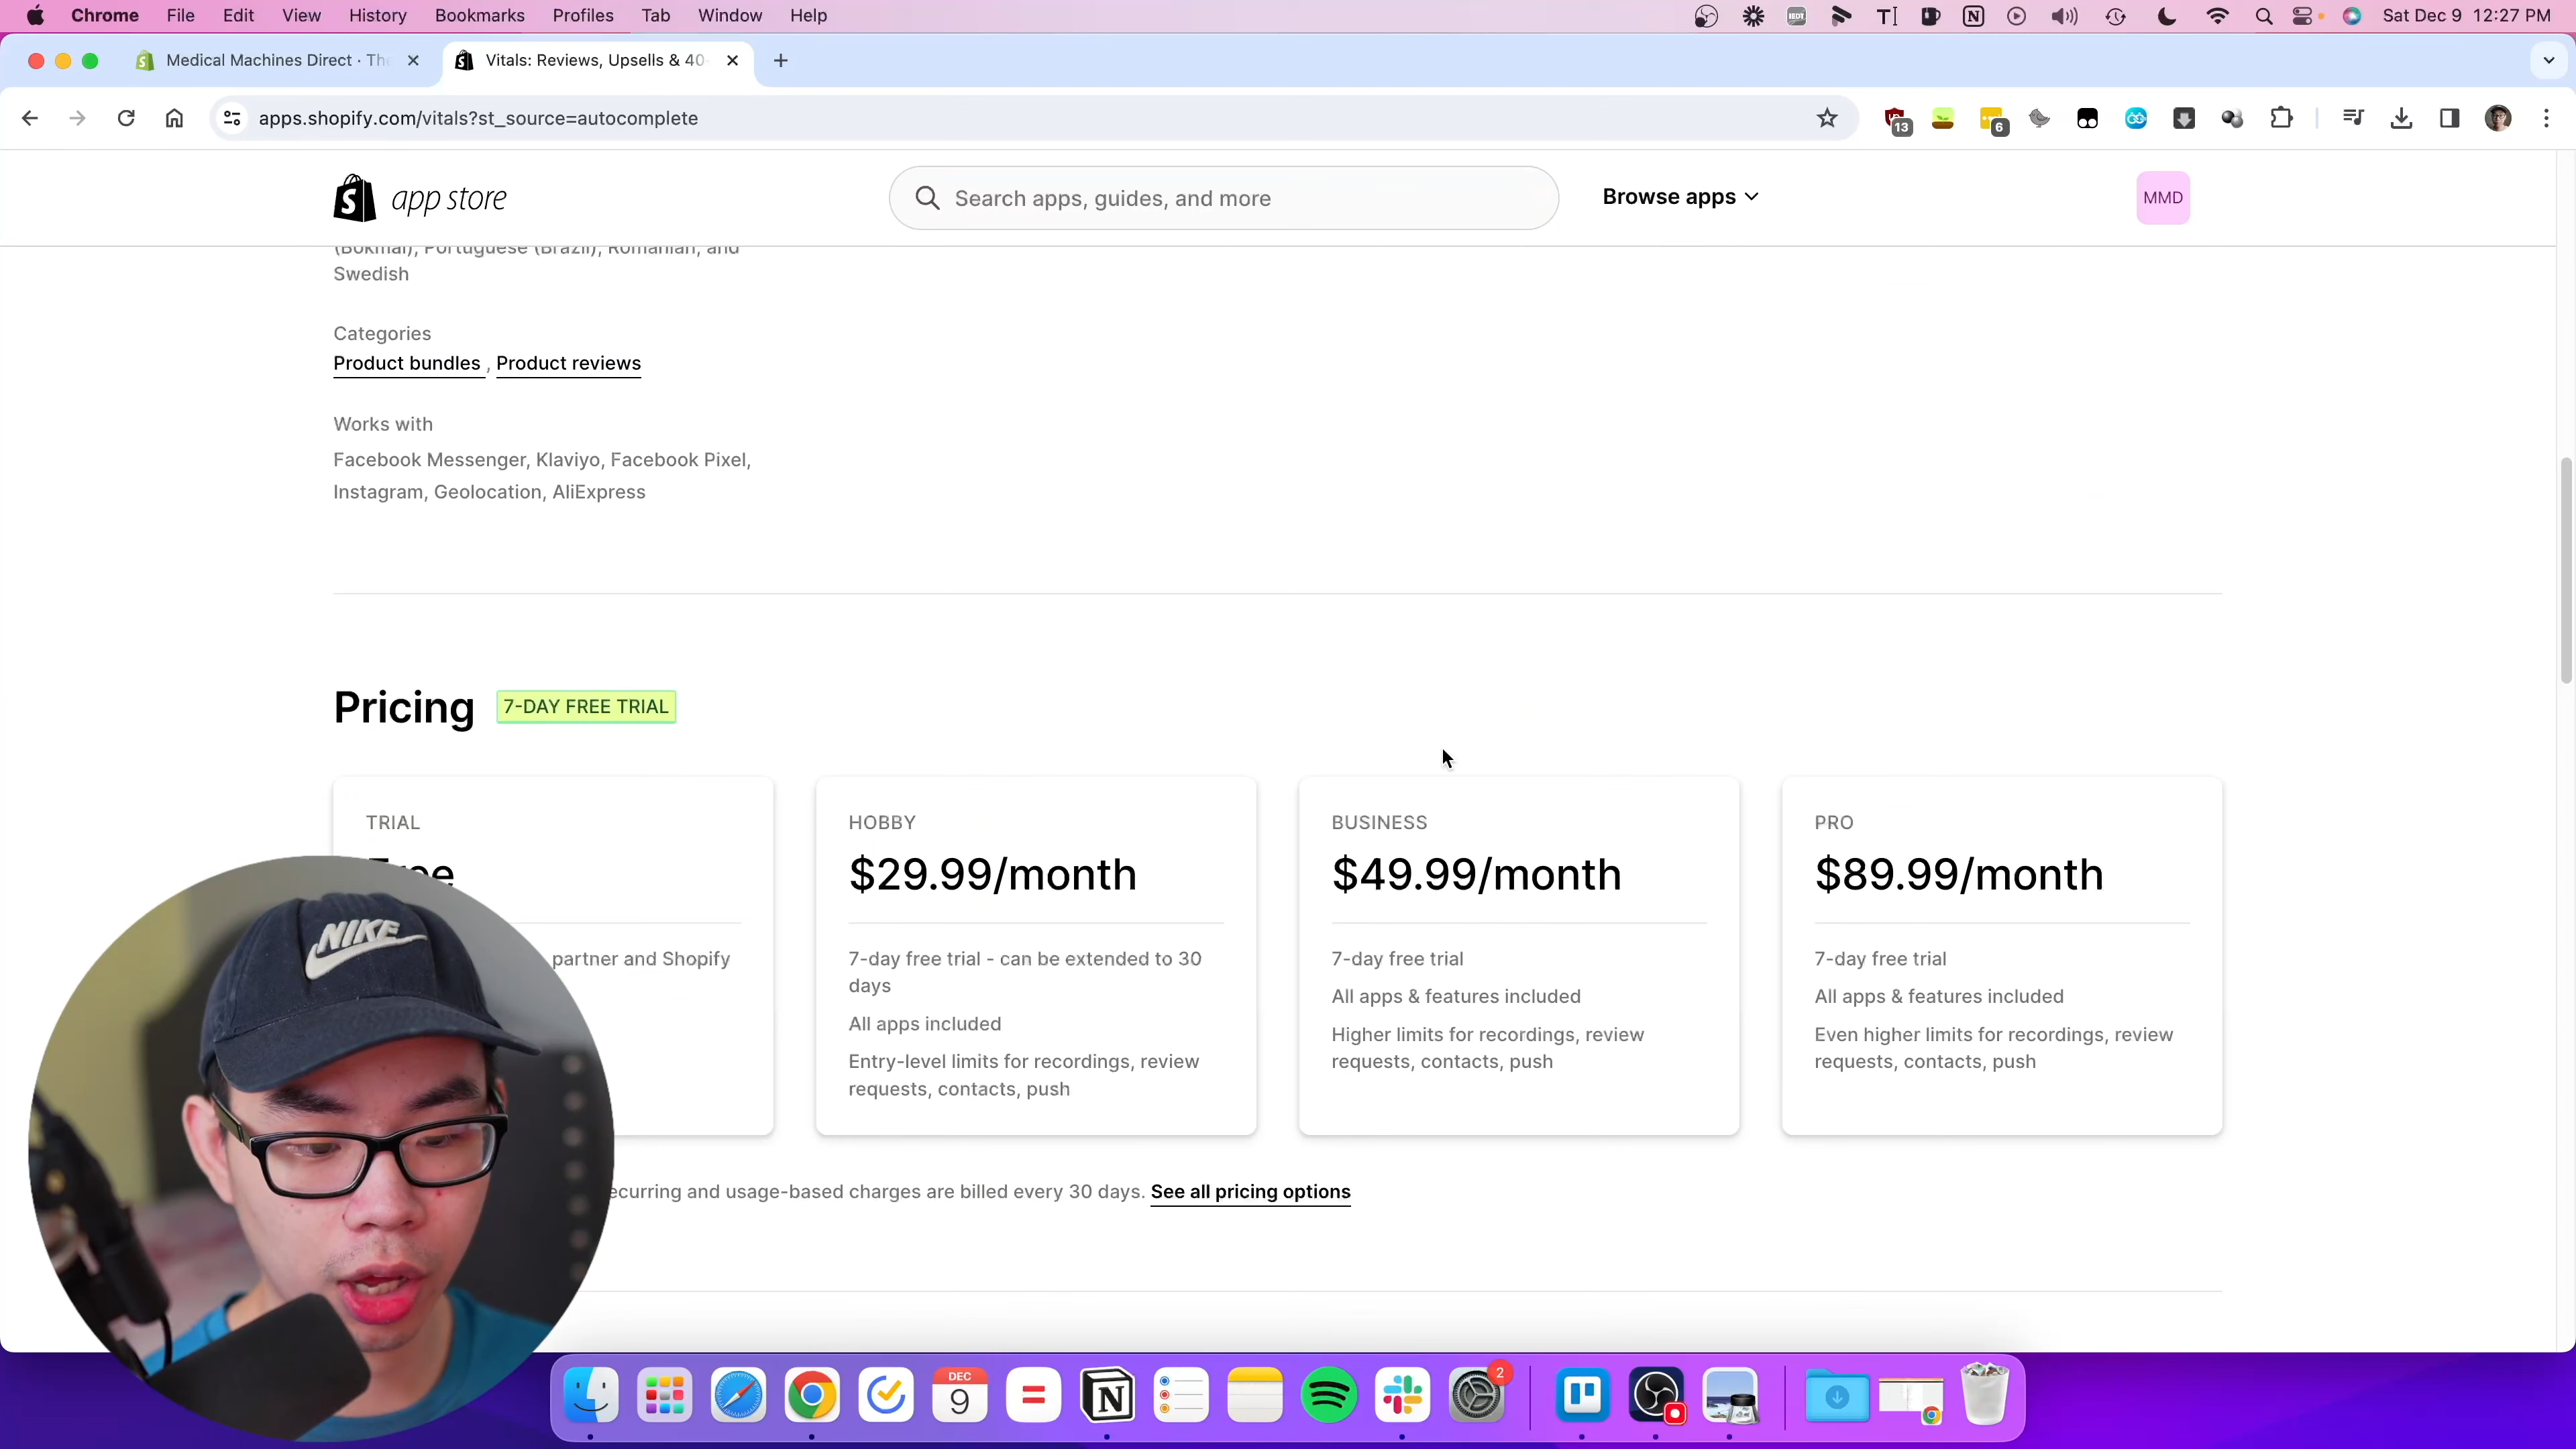 Chrome File Edit View History Bookmarks Profiles Tab Window Help Sat Dec 9 12:27 PM
Medical Machines Direct · Th
Vitals: Reviews, Upsells & 40
apps.shopify.com/vitals?st_source=autocomplete
13
6
app store
Search apps, guides, and more
Browse apps
MMD
(Bokmål), Portuguese (Brazil), Romanian, and
Swedish
Categories
Product bundles , Product reviews
Works with
Facebook Messenger, Klaviyo, Facebook Pixel,
Instagram, Geolocation, AliExpress
Pricing
7-DAY FREE TRIAL
TRIAL
Free
partner and Shopify
HOBBY
$29.99/month
7-day free trial - can be extended to 30
days
All apps included
Entry-level limits for recordings, review
requests, contacts, push
BUSINESS
$49.99/month
7-day free trial
All apps & features included
Higher limits for recordings, review
requests, contacts, push
PRO
$89.99/month
7-day free trial
All apps & features included
Even higher limits for recordings, review
requests, contacts, push
ecurring and usage-based charges are billed every 30 days. See all pricing options
NIKE
DEC
9
2